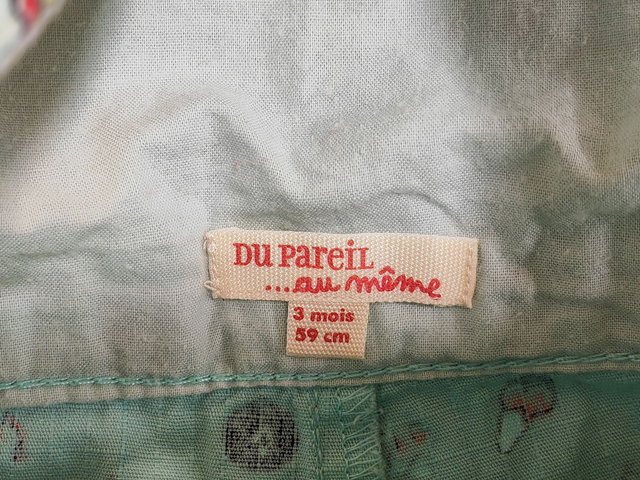 DU PAREIL
...au même
3 mois
59 cm